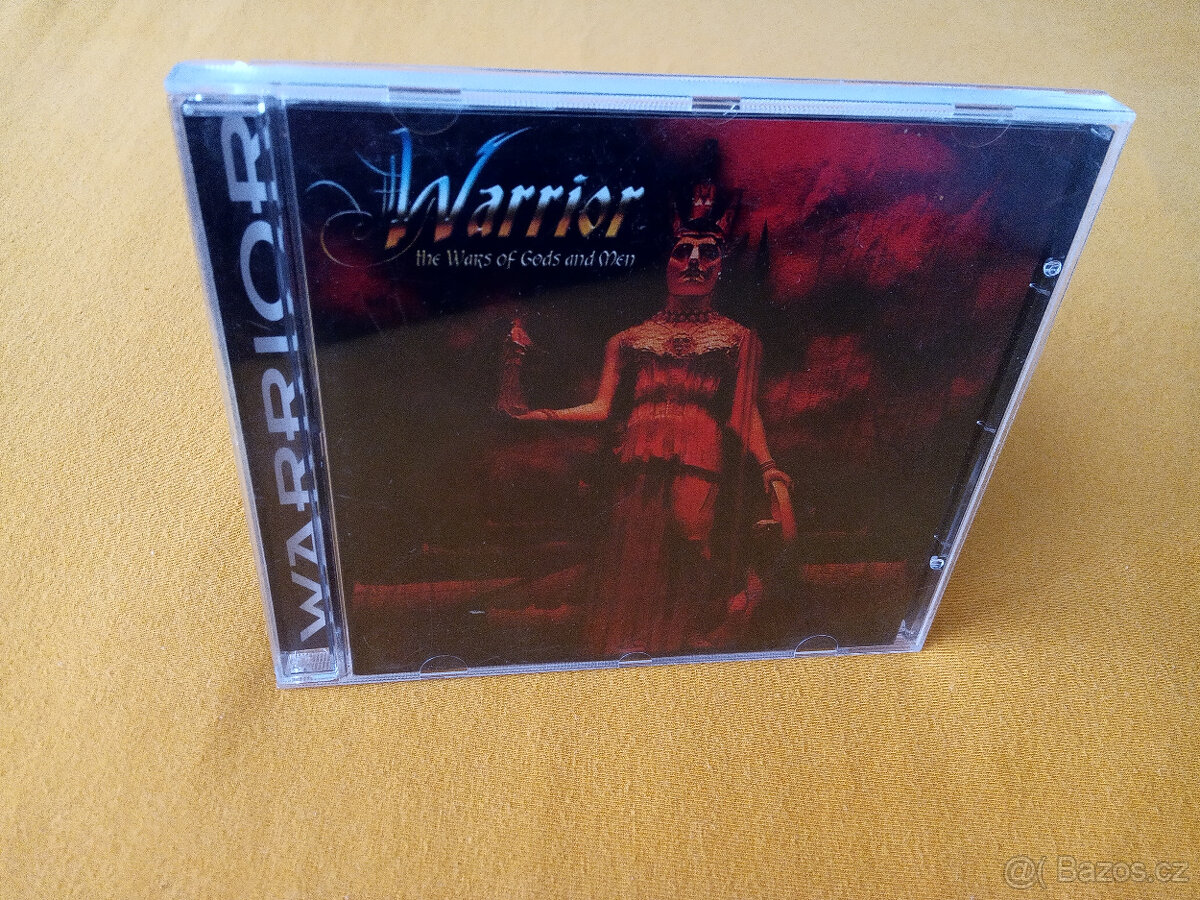 WARRIOR
Warrior
the Wars of Gods and Men
@( Bazos.cz